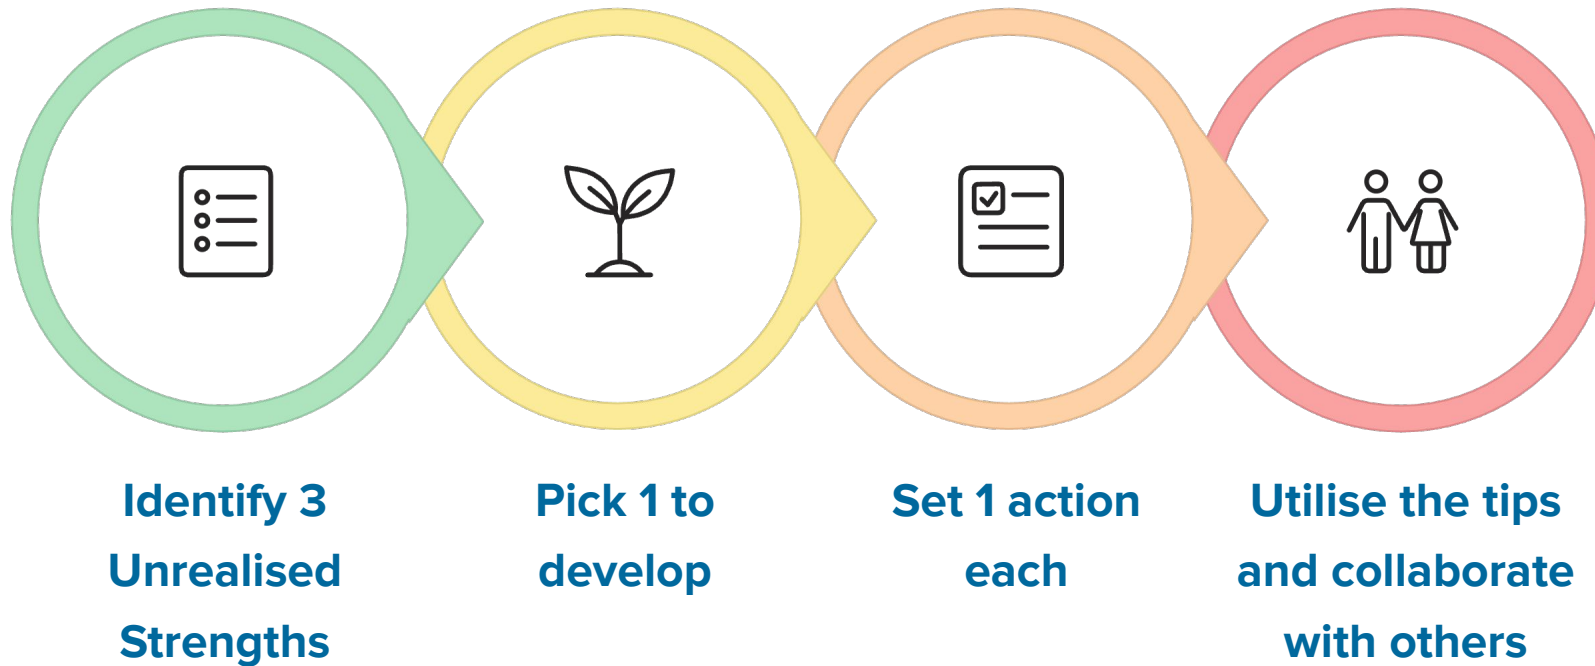 Identify 3
Unrealised
Strengths
Pick 1 to
develop
Set 1 action
each
Utilise the tips
and collaborate
with others